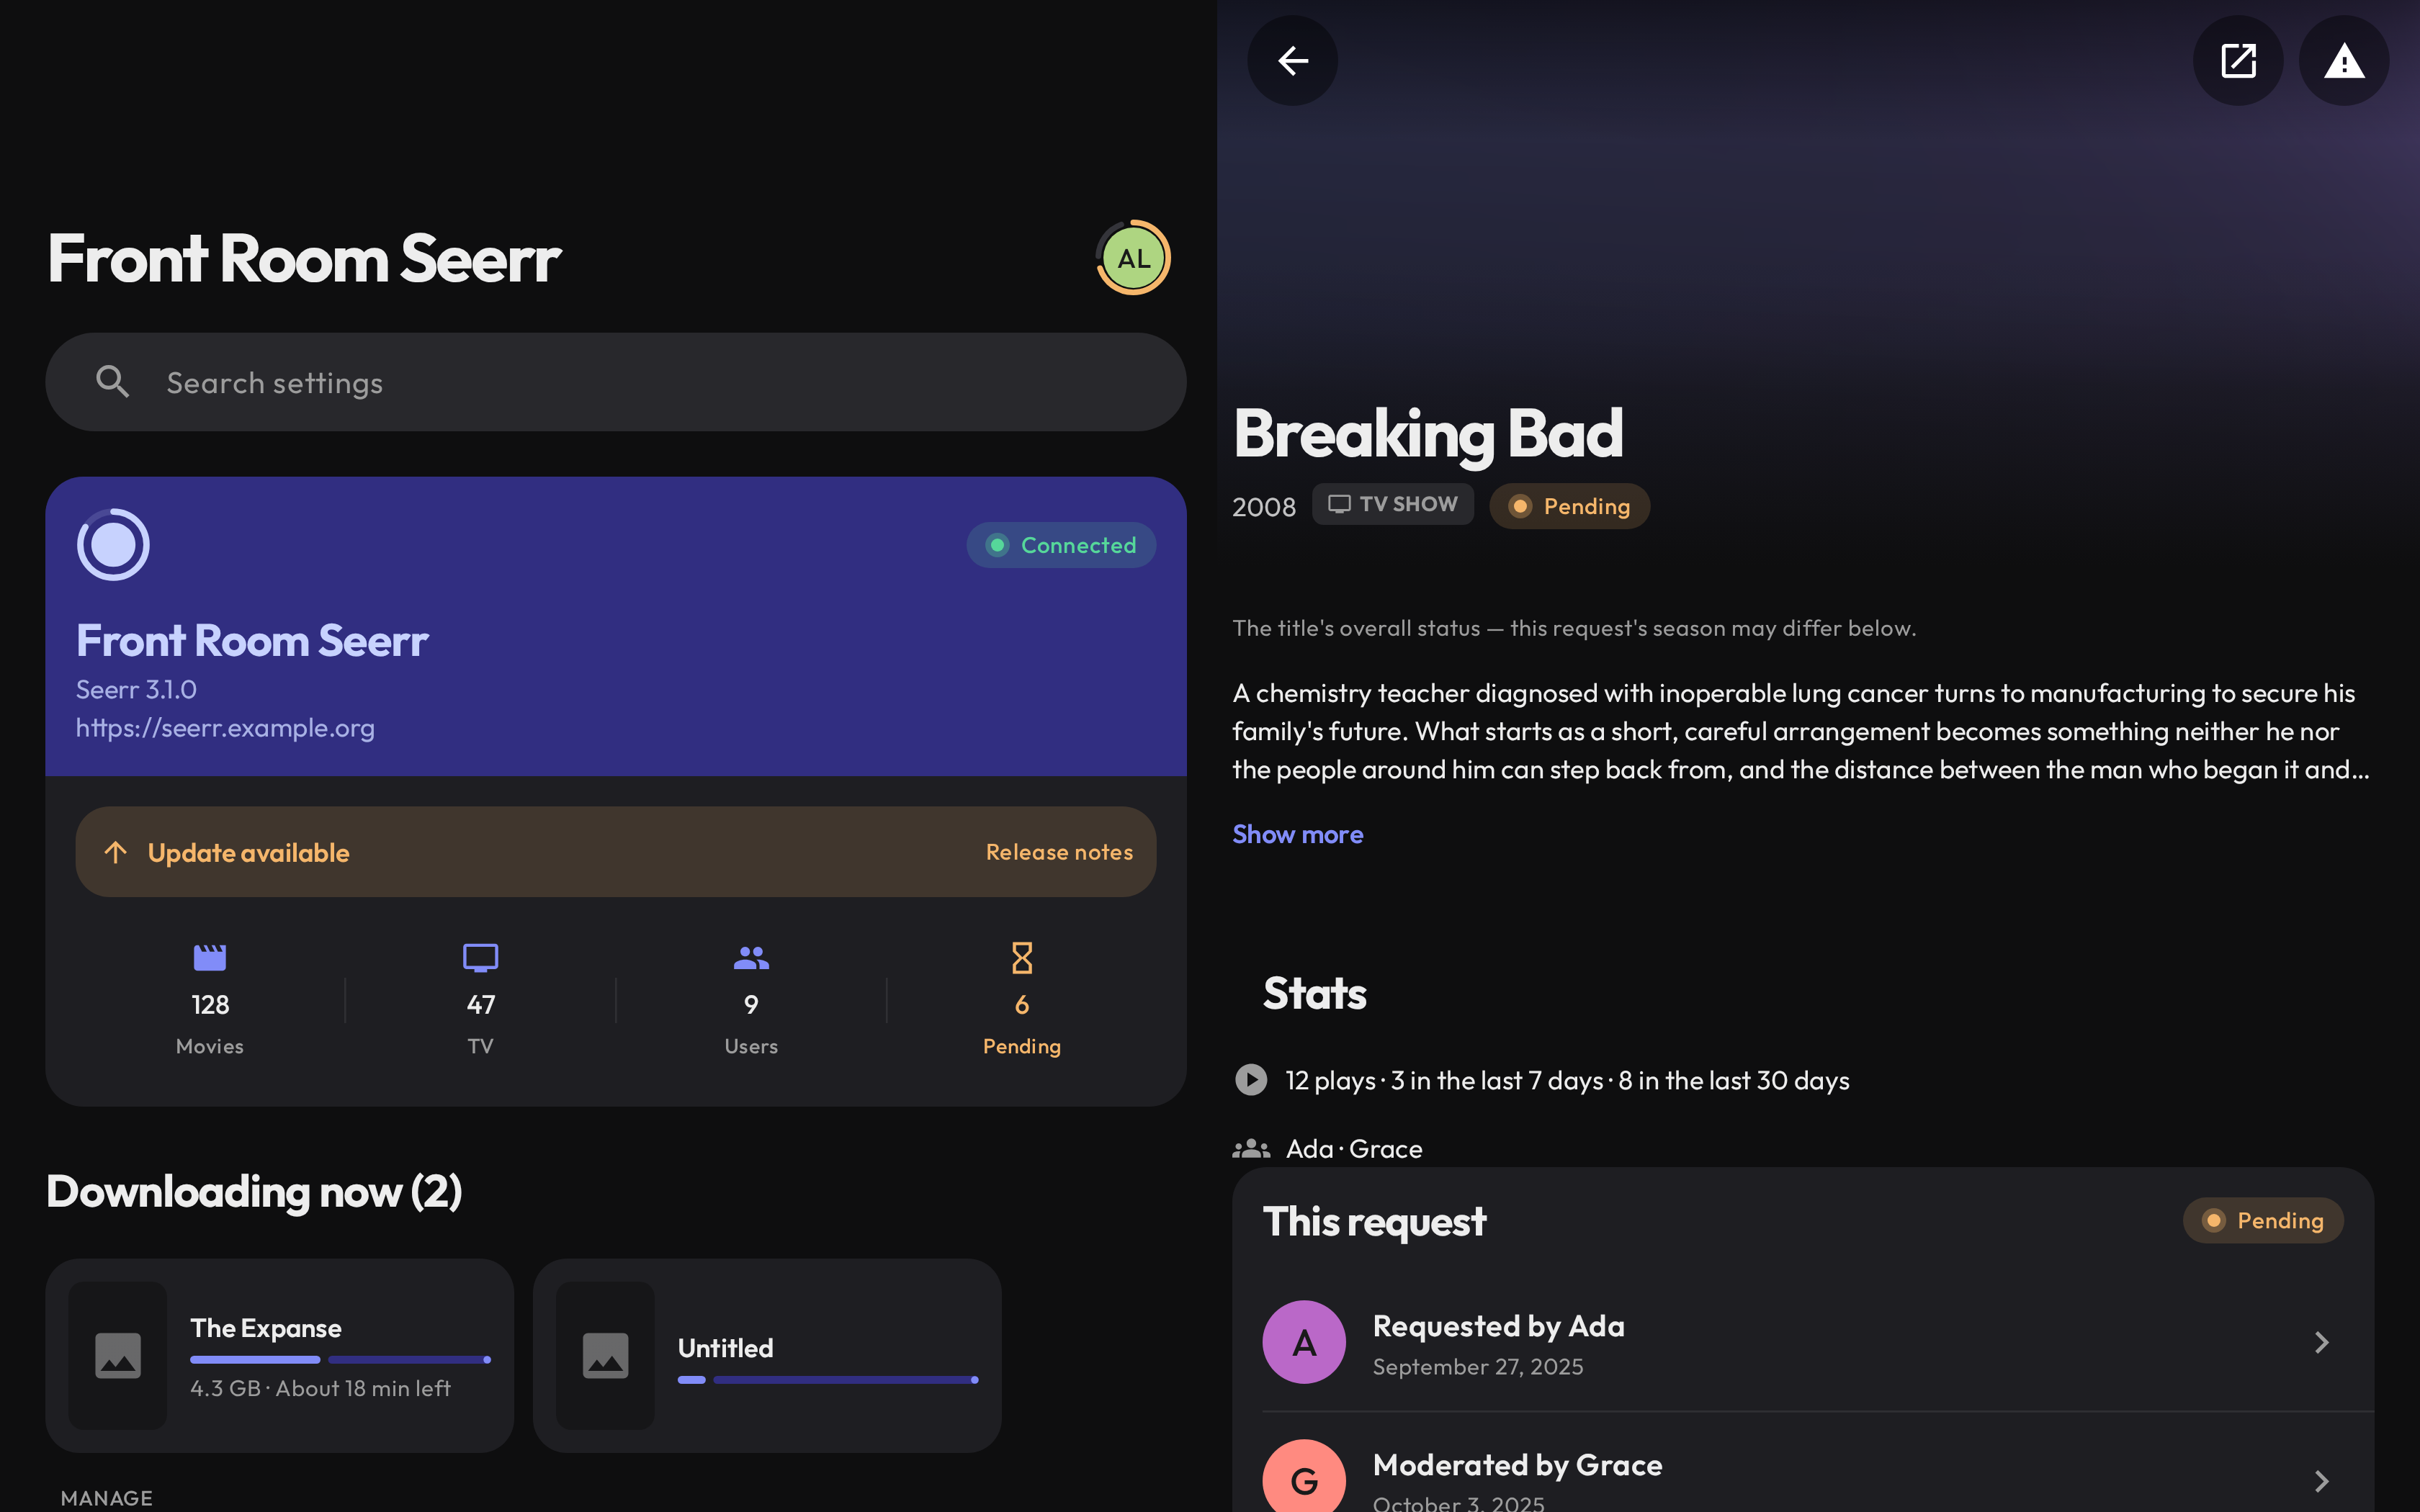 Front Room Seerr
AL
Search settings
Connected
Front Room Seerr
Seerr 3.1.0
https://seerr.example.org
Update available
Release notes
128
Movies
47
TV
9
Users
6
Pending
Downloading now (2)
The Expanse
4.3 GB · About 18 min left
Untitled
MANAGE
Breaking Bad
2008
TV SHOW
Pending
The title's overall status — this request's season may differ below.
A chemistry teacher diagnosed with inoperable lung cancer turns to manufacturing to secure his
family's future. What starts as a short, careful arrangement becomes something neither he nor
the people around him can step back from, and the distance between the man who began it and…
Show more
Stats
12 plays · 3 in the last 7 days · 8 in the last 30 days
Ada · Grace
This request
Pending
A
Requested by Ada
September 27, 2025
G
Moderated by Grace
October 3, 2025